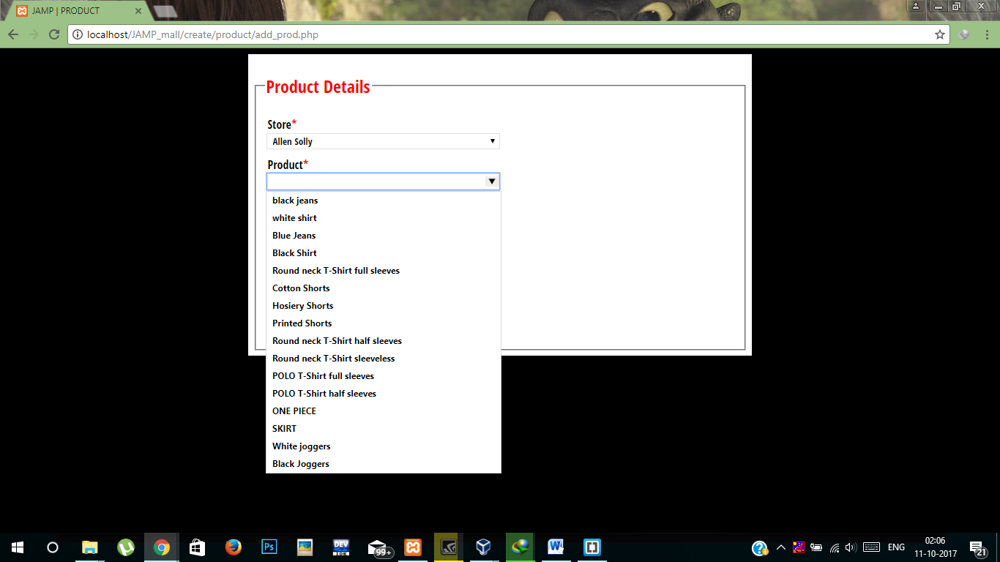 JAMP | PRODUCT
localhost/JAMP_mall/create/product/add_prod.php
Product Details
Store*
Allen Solly
Product*
black jeans
white shirt
Blue Jeans
Black Shirt
Round neck T-Shirt full sleeves
Cotton Shorts
Hosiery Shorts
Printed Shorts
Round neck T-Shirt half sleeves
Round neck T-Shirt sleeveless
POLO T-Shirt full sleeves
POLO T-Shirt half sleeves
ONE PIECE
SKIRT
White joggers
Black Joggers
Ps
DEV
IDE
99+
W
ENG
02:06
11-10-2017
21